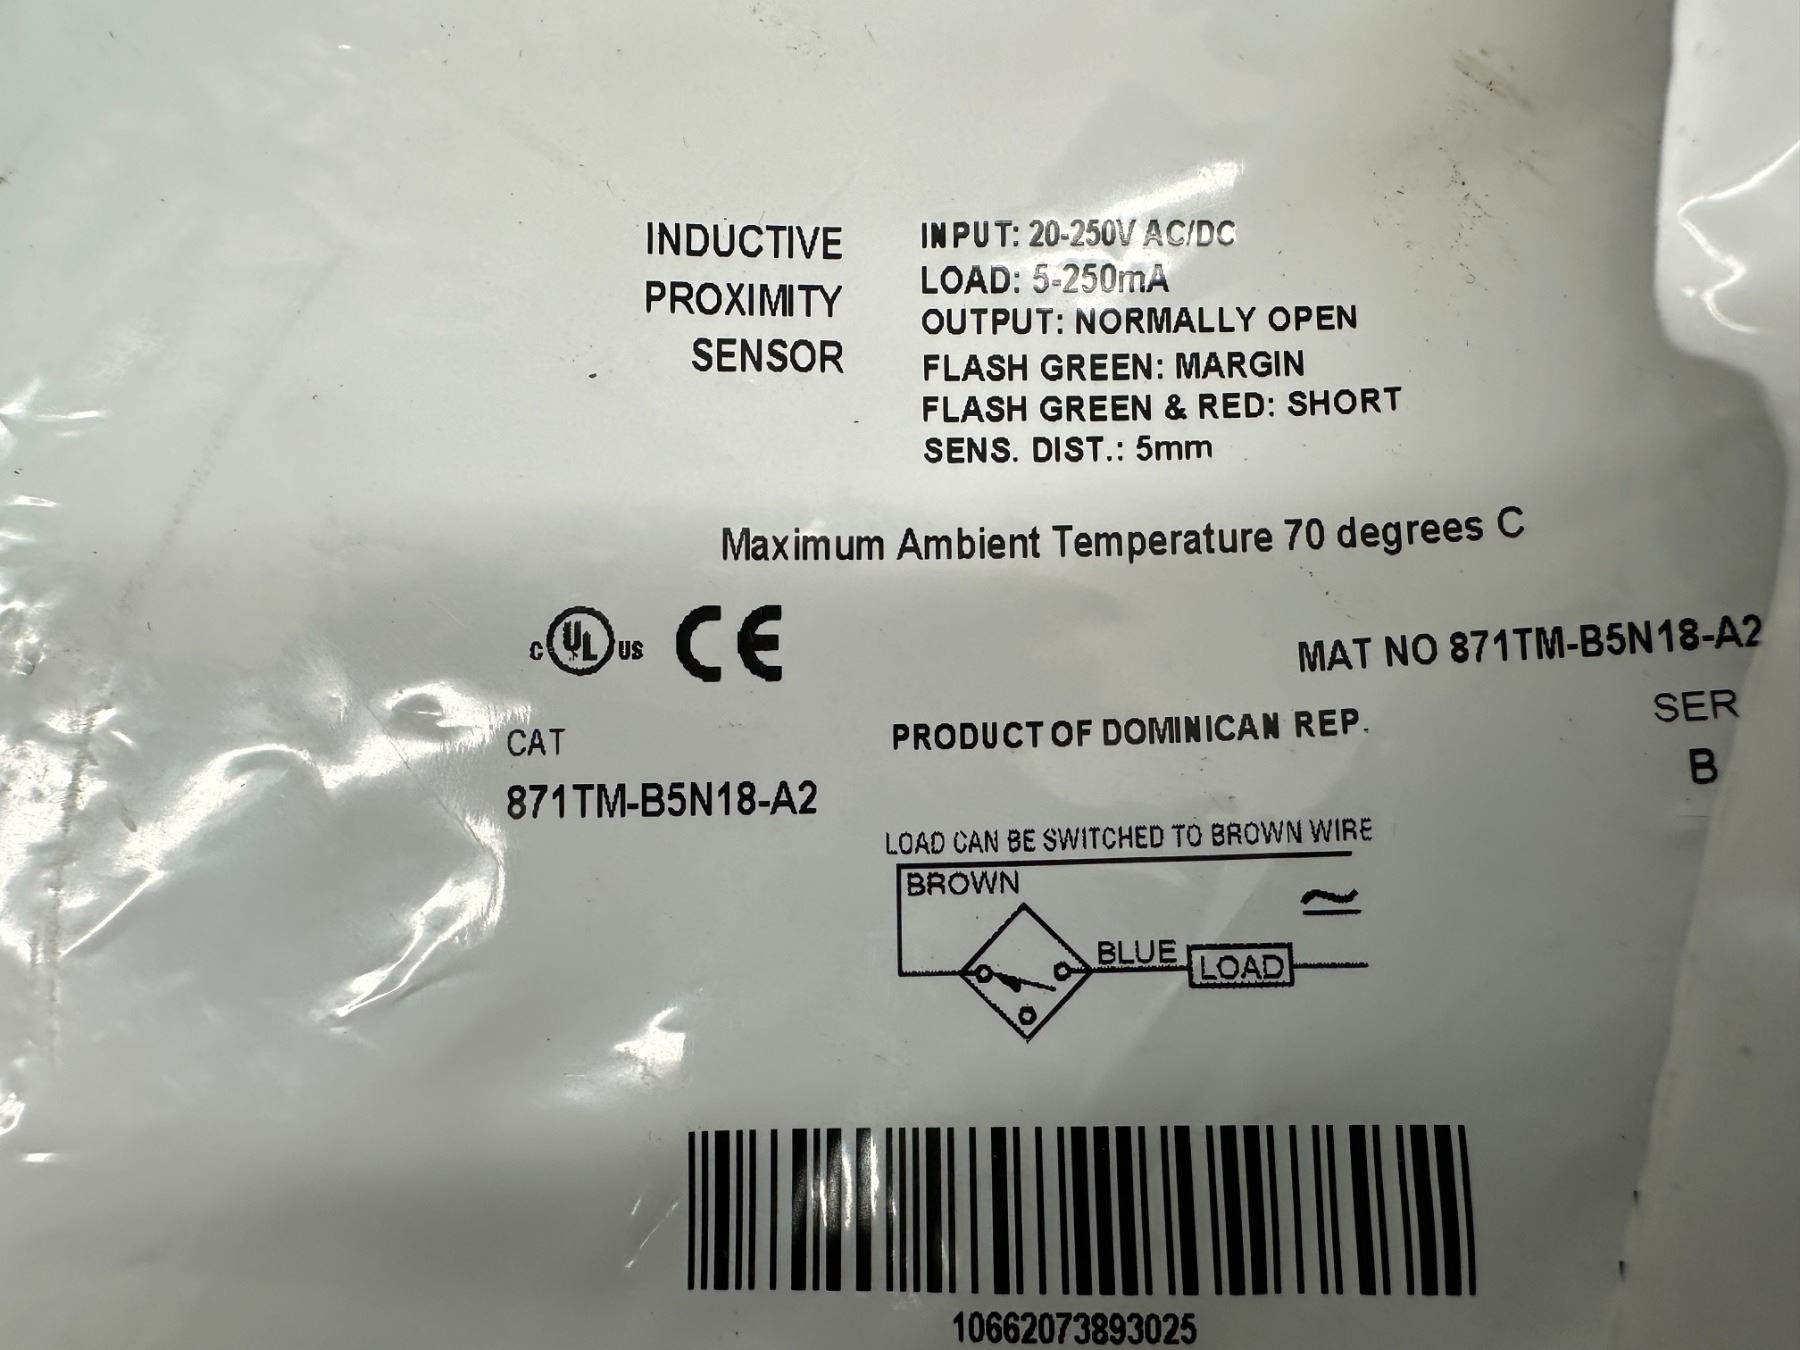 INDUCTIVE
PROXIMITY
SENSOR
INPUT: 20-250V AC/DC
LOAD: 5-250mA
OUTPUT: NORMALLY OPEN
FLASH GREEN: MARGIN
FLASH GREEN & RED: SHORT
SENS. DIST.: 5mm
Maximum Ambient Temperature 70 degrees C
C UL US CE
MAT NO 871TM-B5N18-A2
CAT
871TM-B5N18-A2
PRODUCT OF DOMINICAN REP.
SER
B
LOAD CAN BE SWITCHED TO BROWN WIRE
BROWN
BLUE
LOAD
10662073893025